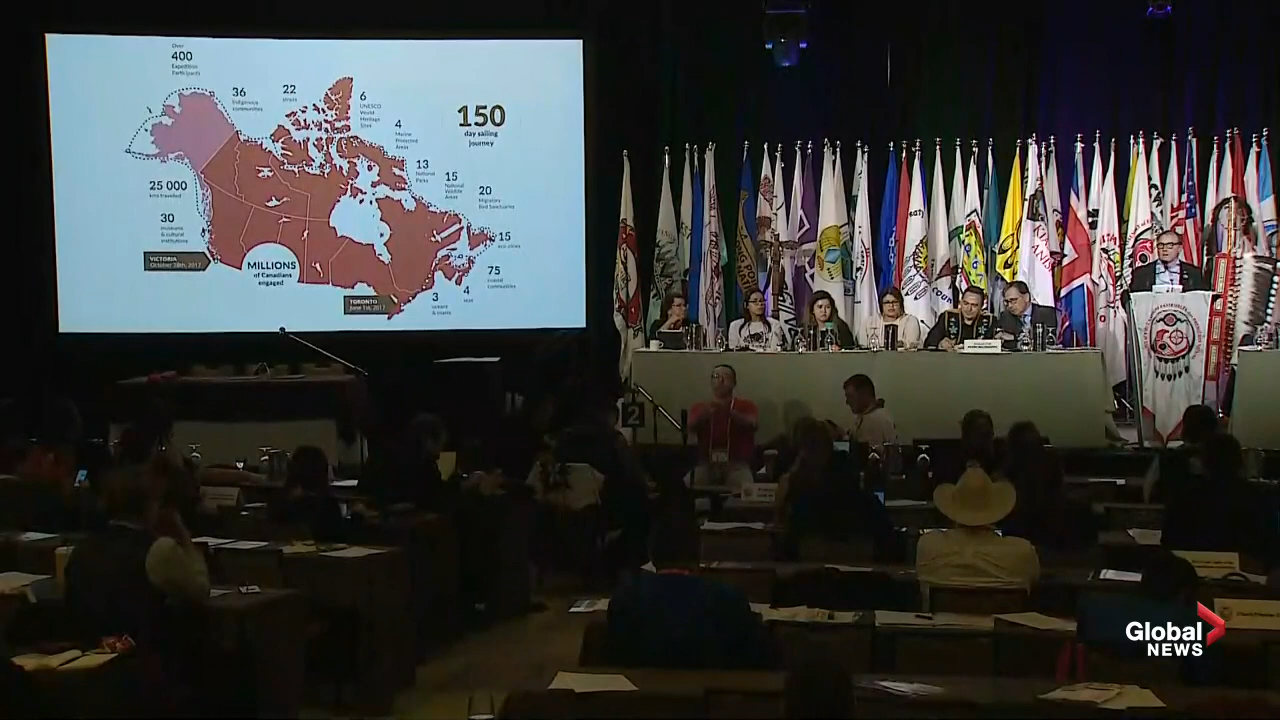 Over
400
Expedition
Participants
36
Indigenous
communities
22
6
UNESCO
World
Heritage
Sites
4
Marine
Protected
Areas
150
day sailing
journey
13
National
Parks
15
National
Wildlife
Areas
20
Migratory
Bird Sanctuaries
25 000
kms travelled
30
museums
& cultural
institutions
15
eco zones
75
coastal
communities
VICTORIA
October 28th, 2017
MILLIONS
of Canadians
engaged
TORONTO
June 1st, 2017
3
oceans
& coasts
4
seas
2
Global
NEWS